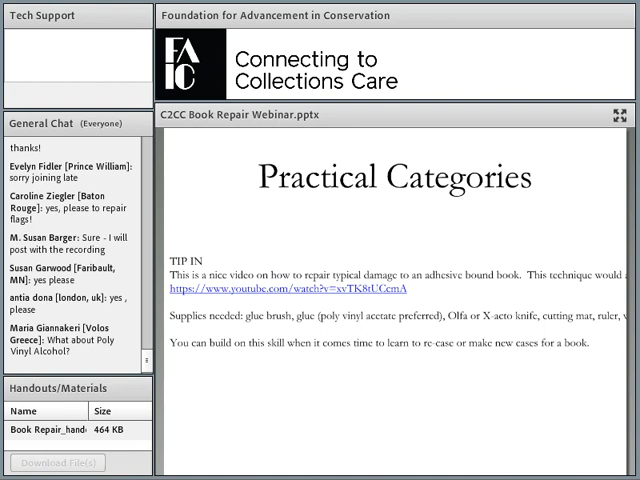 Tech Support
Foundation for Advancement in Conservation
FA
IC
Connecting to
Collections Care
General Chat (Everyone)
thanks!
Evelyn Fidler [Prince William]:
sorry joining late
Caroline Ziegler [Baton
Rouge]: yes, please to repair
flags!
M. Susan Barger: Sure - I will
post with the recording
Susan Garwood [Faribault,
MN]: yes please
antia dona [london, uk]: yes ,
please
Maria Giannakeri [Volos
Greece]: What about Poly
Vinyl Alcohol?
Handouts/Materials
Name Size
Book Repair_hand 464 KB
Download File(s)
C2CC Book Repair Webinar.pptx
Practical Categories
TIP IN
This is a nice video on how to repair typical damage to an adhesive bound book. This technique would a
https://www.youtube.com/watch?v=xvTK8tUCcmA
Supplies needed: glue brush, glue (poly vinyl acetate preferred), Olfa or X-acto knife, cutting mat, ruler, w
You can build on this skill when it comes time to learn to re-case or make new cases for a book.